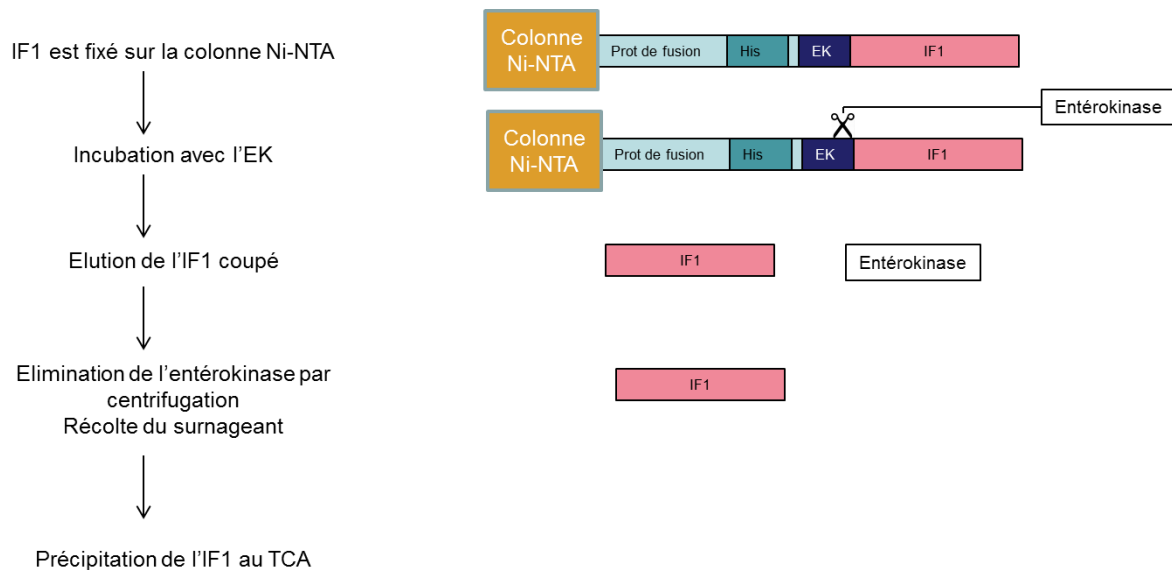 IF1 est fixé sur la colonne Ni-NTA
Colonne
Ni-NTA
Prot de fusion
His
EK
IF1
Entérokinase
Incubation avec l'EK
Colonne
Ni-NTA
Prot de fusion
His
EK
IF1
Elution de l'IF1 coupé
IF1
Entérokinase
Elimination de l'entérokinase par
centrifugation
Récolte du surnageant
IF1
Précipitation de l'IF1 au TCA